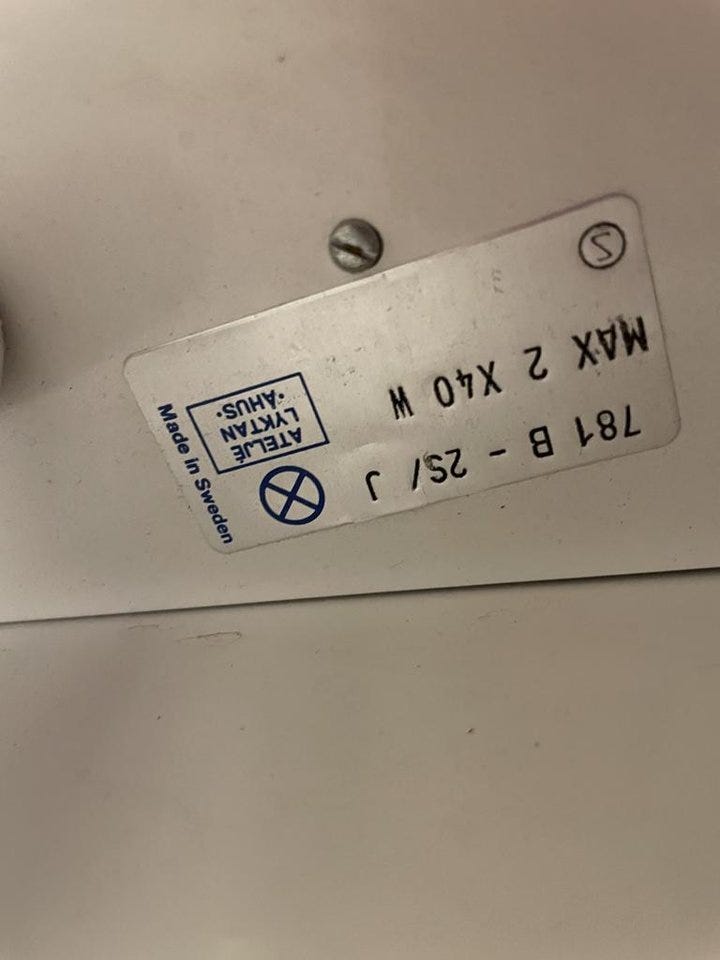 781 B - 2S/ J
MAX 2 X40 W
S
ATELJÉ
LYKTAN
·ÅHUS·
Made in Sweden